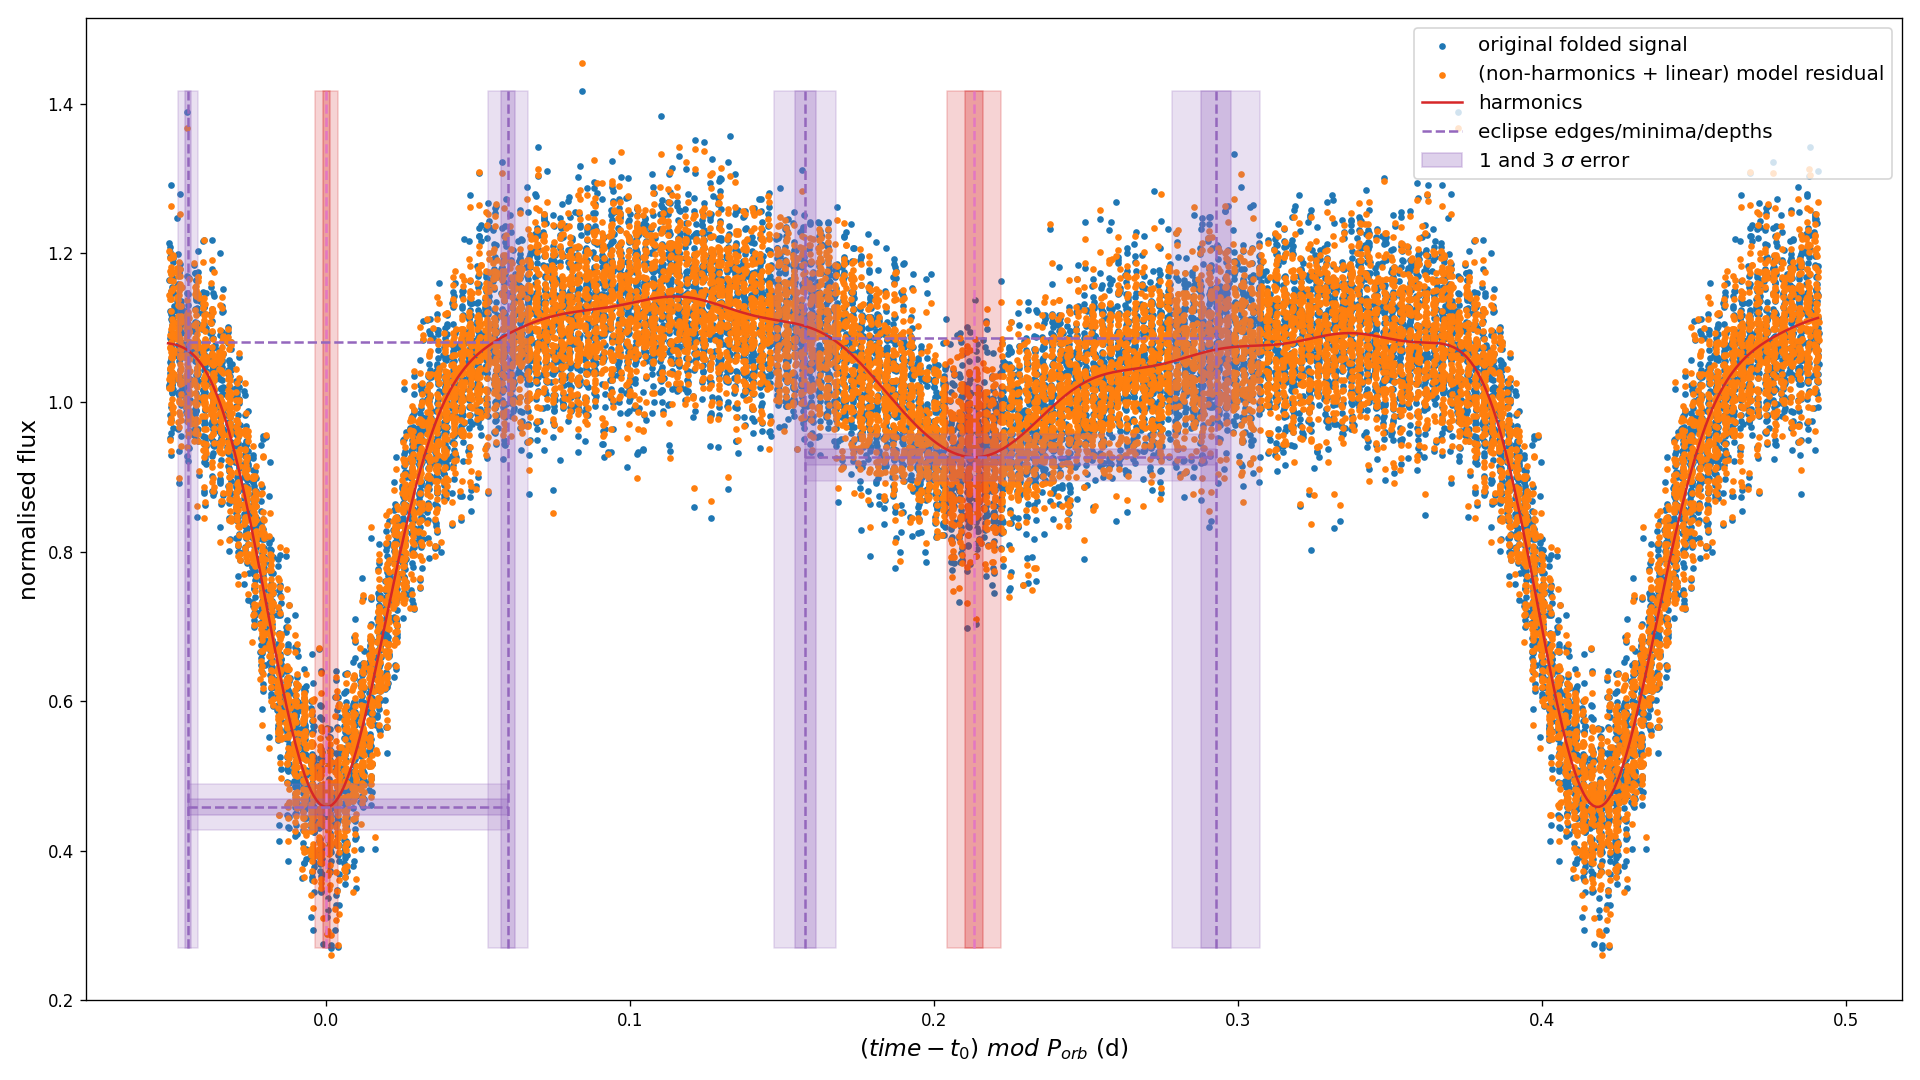 original folded signal
(non-harmonics + linear) model residual
harmonics
eclipse edges/minima/depths
1 and 3 σ error
normalised flux
1.4
1.2
1.0
0.8
0.6
0.4
0.2
0.0 0.1 0.2 0.3 0.4 0.5
(time − t₀) mod P_orb (d)